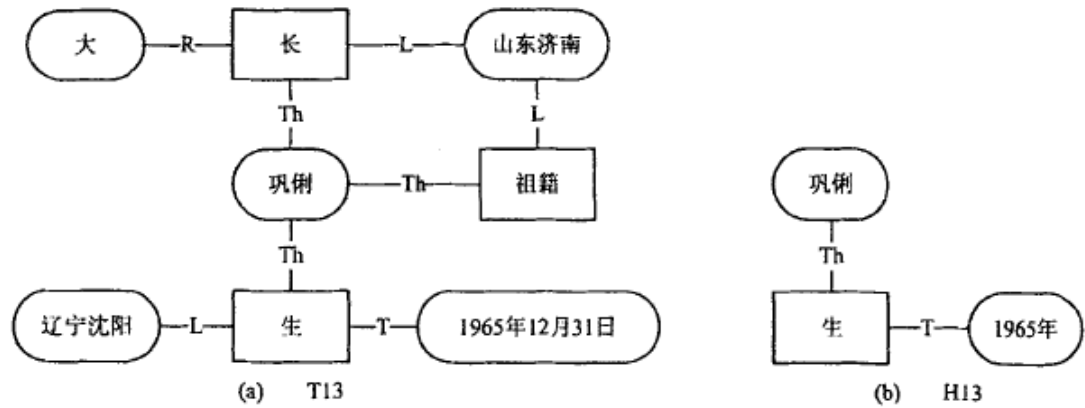 大 R 长 L 山东济南
Th L
巩俐 Th 祖籍 巩俐
Th Th
辽宁沈阳 L 生 T 1965年12月31日 生 T 1965年
(a) T13 (b) H13